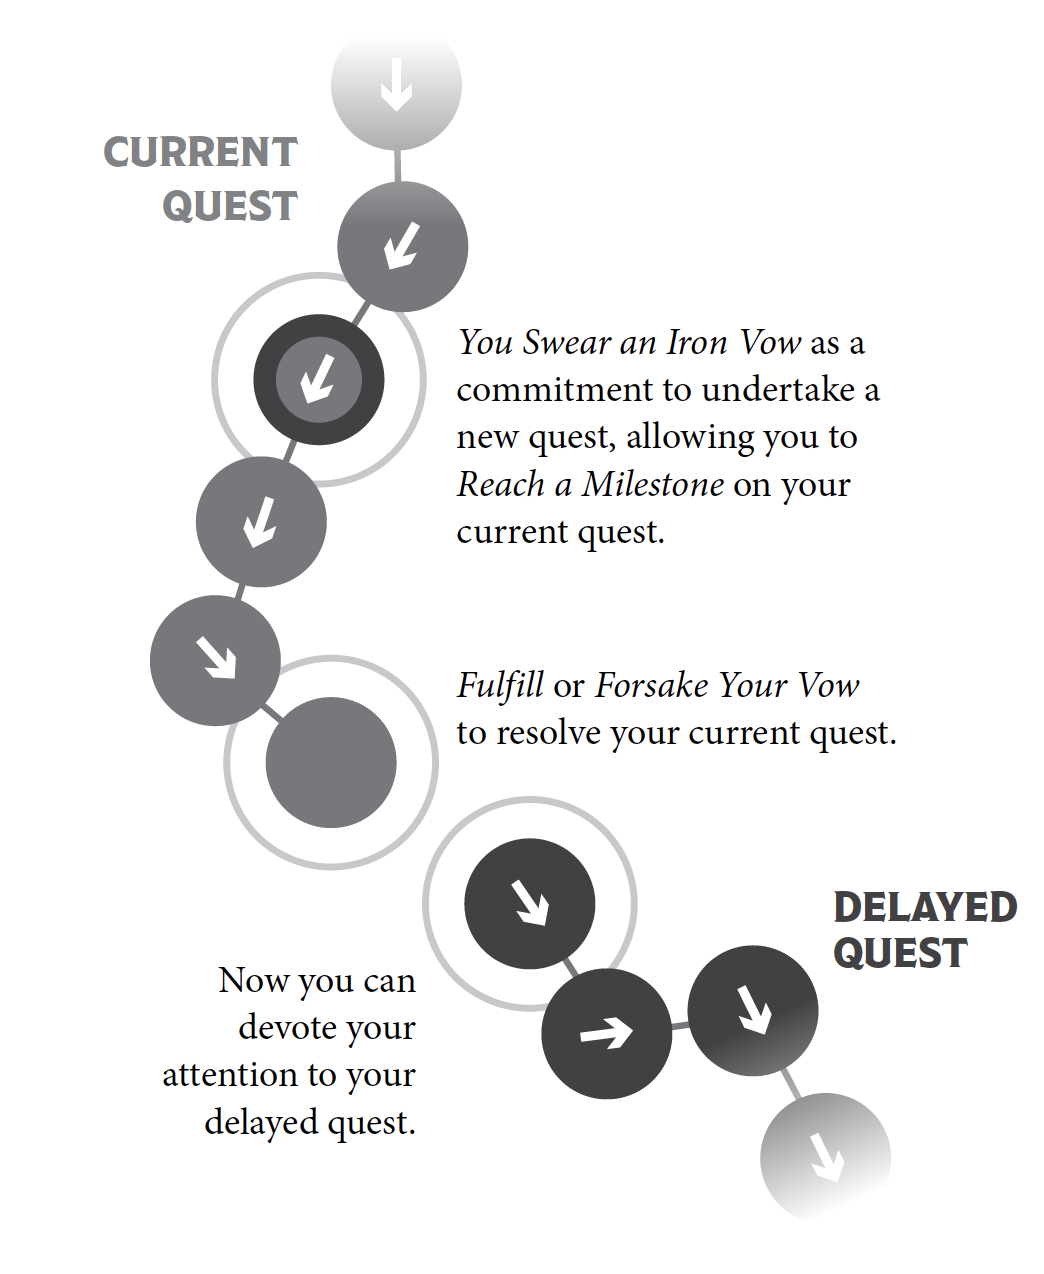 CURRENT
QUEST
You Swear an Iron Vow as a
commitment to undertake a
new quest, allowing you to
Reach a Milestone on your
current quest.
Fulfill or Forsake Your Vow
to resolve your current quest.
DELAYED
QUEST
Now you can
devote your
attention to your
delayed quest.